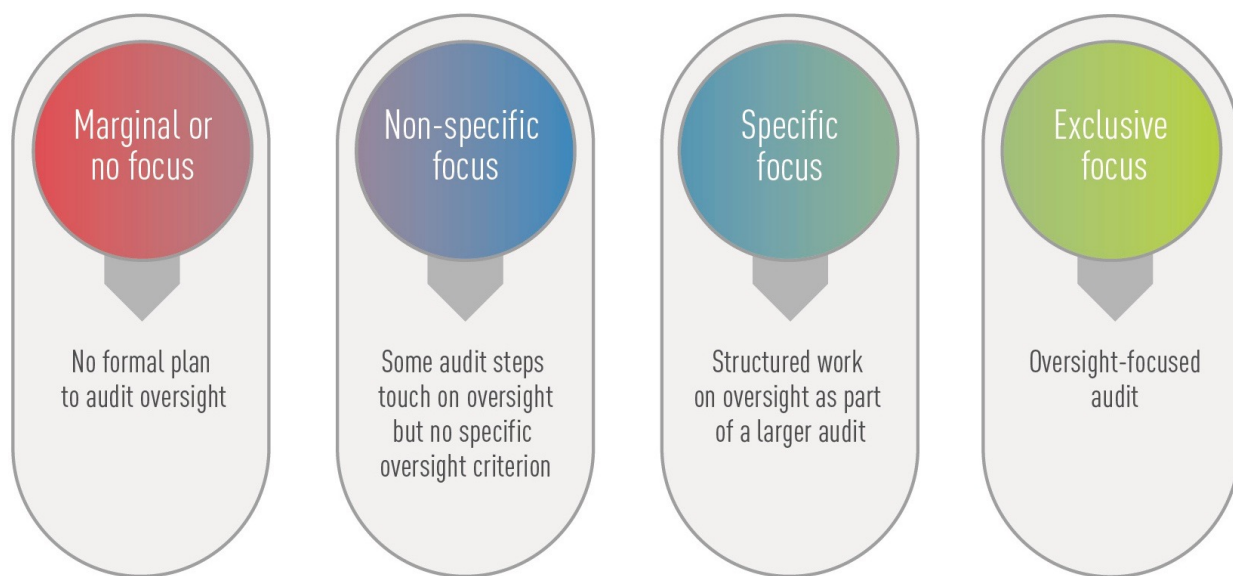 Marginal or
no focus
No formal plan
to audit oversight
Non-specific
focus
Some audit steps
touch on oversight
but no specific
oversight criterion
Specific
focus
Structured work
on oversight as part
of a larger audit
Exclusive
focus
Oversight-focused
audit